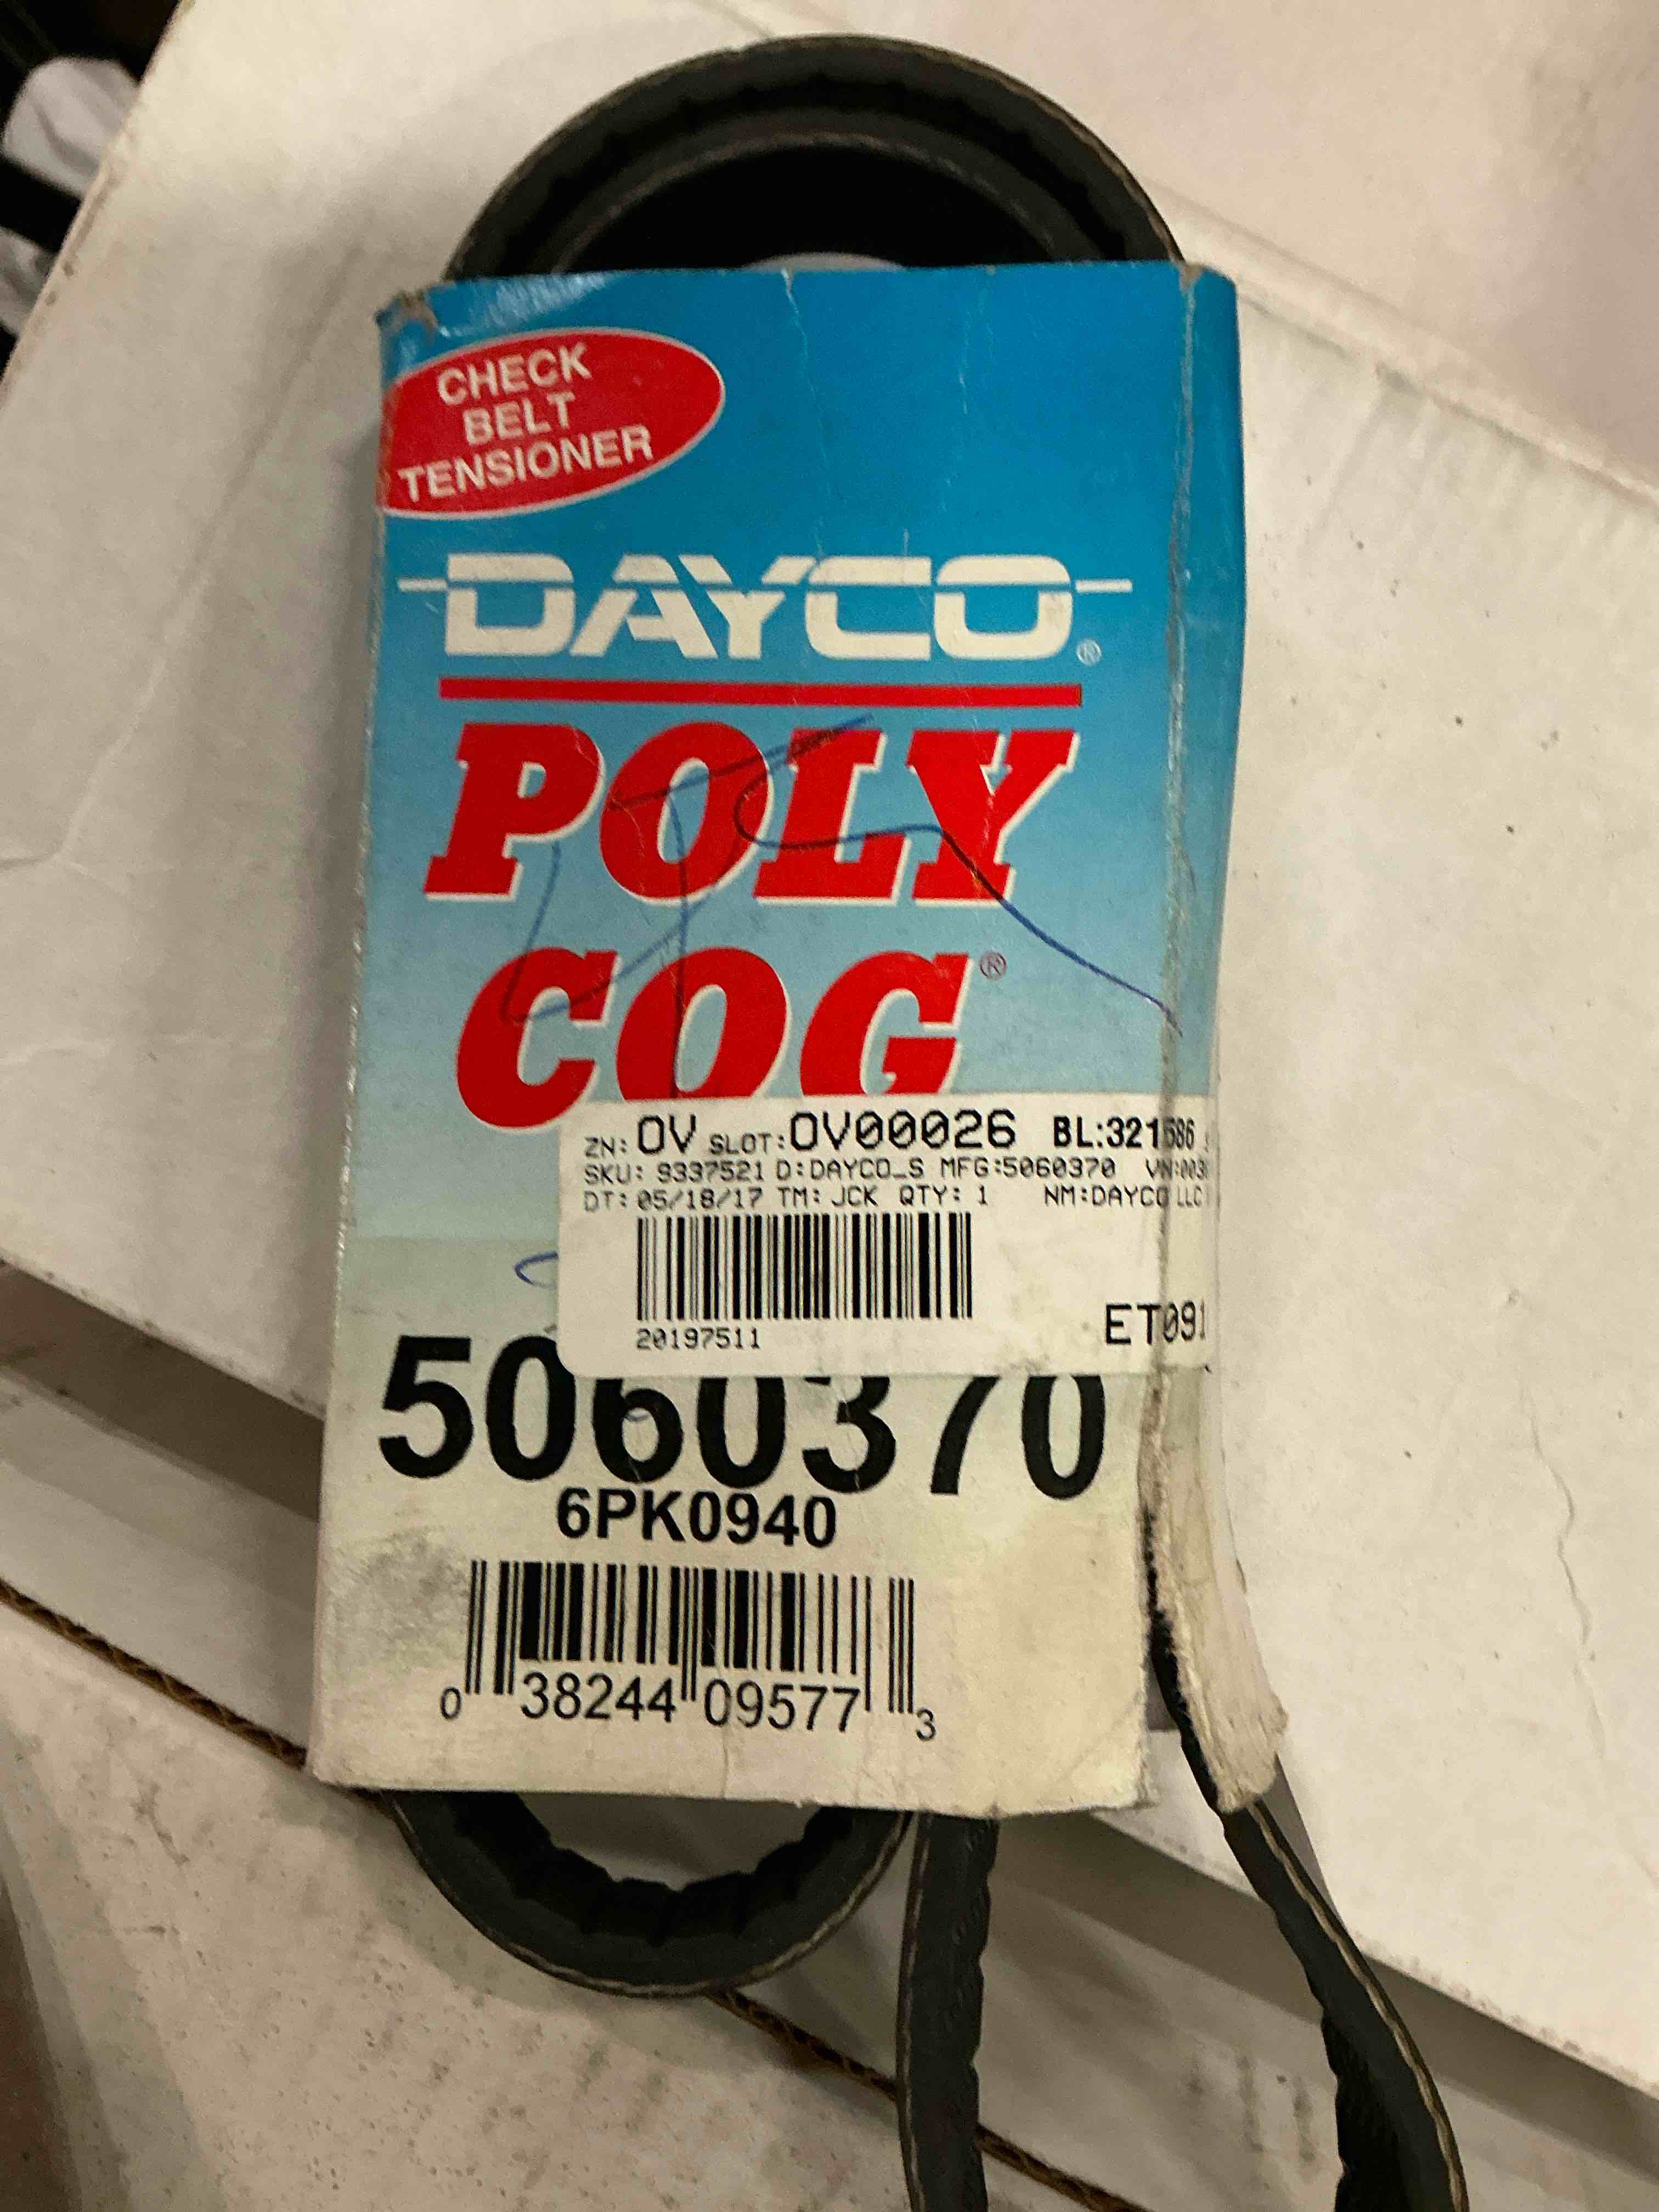 CHECK
BELT
TENSIONER
DAYCO®
POLY
COG®
ZN: OV SLOT:OV00026 BL:321586
SKU: 9337521 D:DAYCO_S MFG:5060370
DT: 05/18/17 TM: JCK QTY: 1 NM:DAYCO LLC
20197511
ET091
5060370
6PK0940
0 38244 09577 3